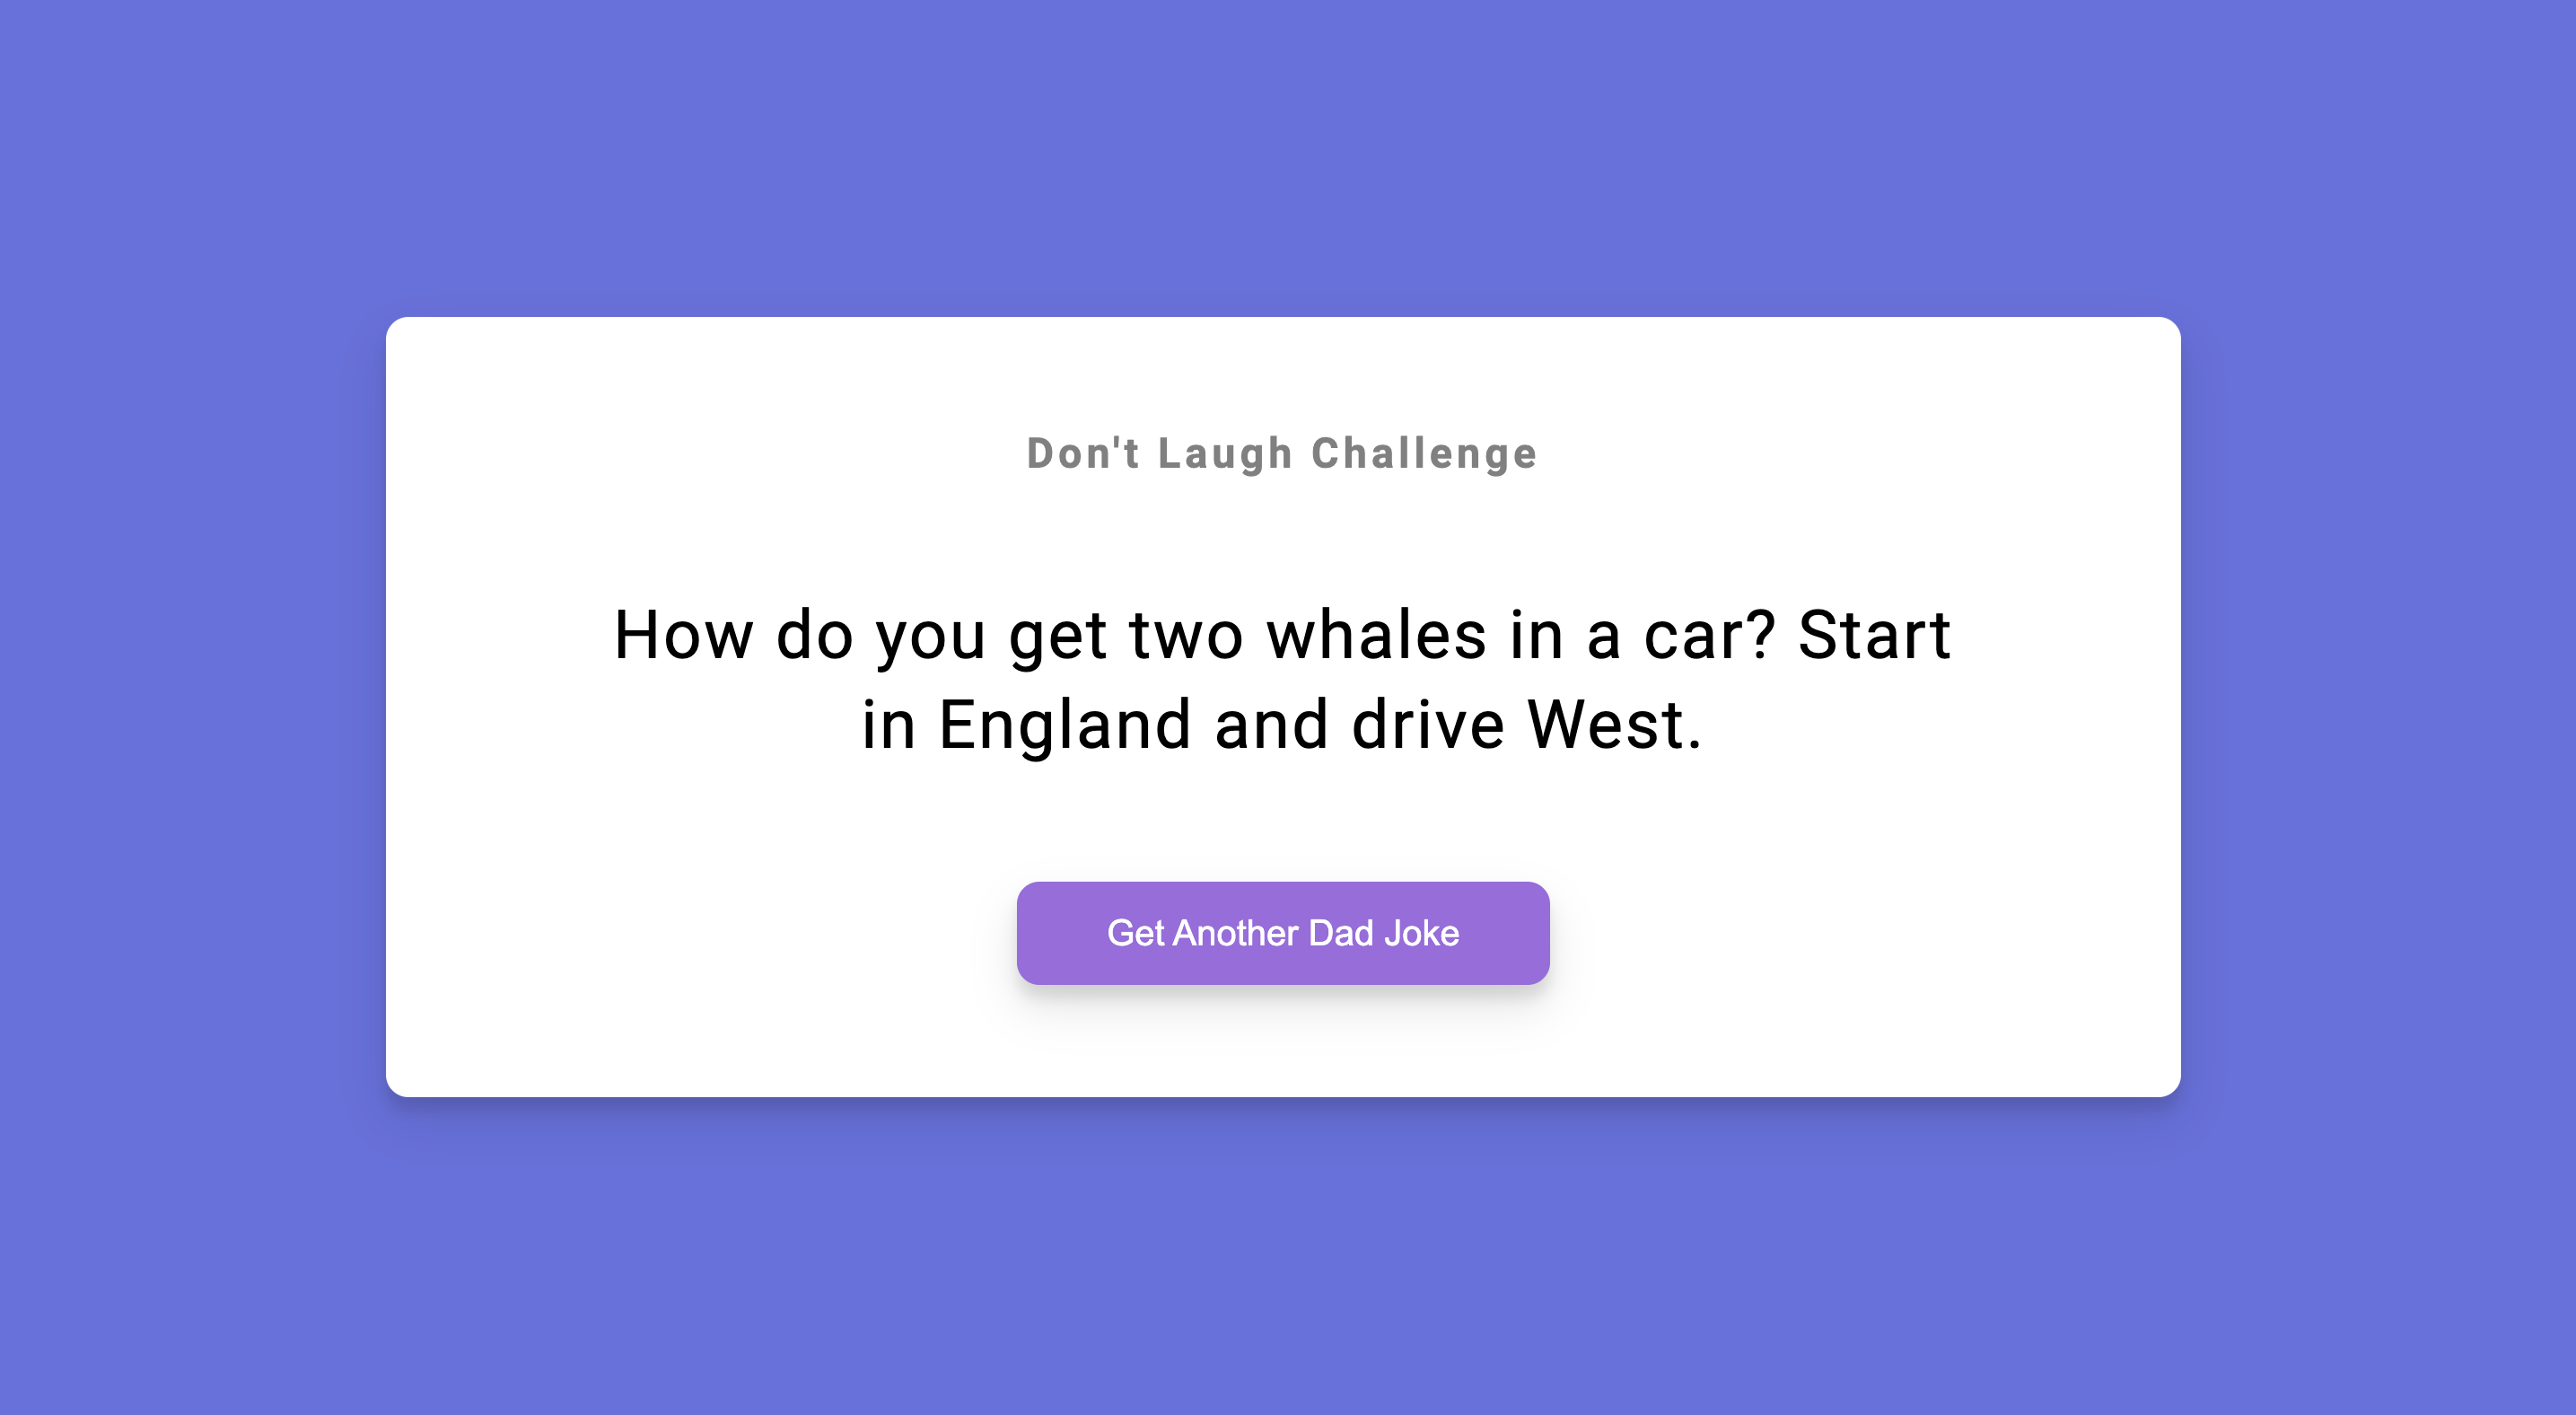 Don't Laugh Challenge
How do you get two whales in a car? Start
in England and drive West.
Get Another Dad Joke